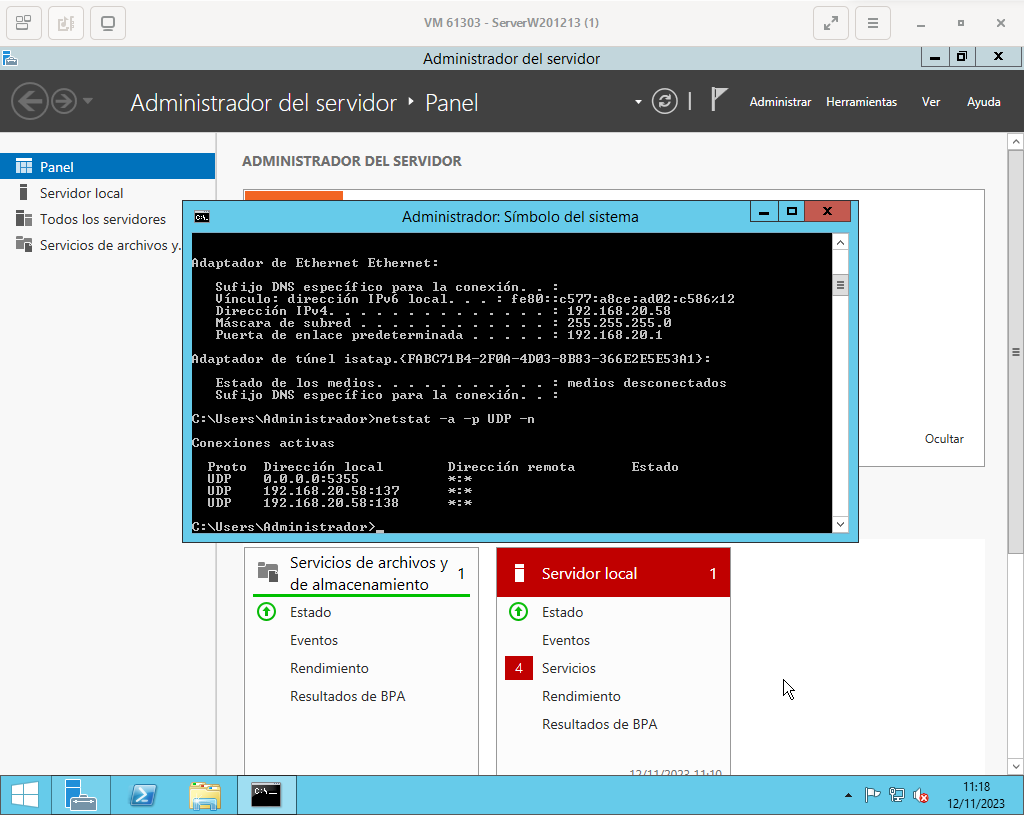 VM 61303 - ServerW201213 (1)
Administrador del servidor
Administrador del servidor ‣ Panel
Administrar Herramientas Ver Ayuda
Panel
Servidor local
Todos los servidores
Servicios de archivos y.
ADMINISTRADOR DEL SERVIDOR
Administrador: Símbolo del sistema
Adaptador de Ethernet Ethernet:
Sufijo DNS específico para la conexión. . :
Vínculo: dirección IPv6 local. . . : fe80::c577:a8ce:ad02:c586%12
Dirección IPv4. . . . . . . . . . . . . . : 192.168.20.58
Máscara de subred . . . . . . . . . . . . : 255.255.255.0
Puerta de enlace predeterminada . . . . . : 192.168.20.1
Adaptador de túnel isatap.{FABC71B4-2F0A-4D03-8B83-366E2E5E53A1}:
Estado de los medios. . . . . . . . . . . : medios desconectados
Sufijo DNS específico para la conexión. . :
C:\Users\Administrador>netstat -a -p UDP -n
Conexiones activas
Proto Dirección local Dirección remota Estado
UDP 0.0.0.0:5355 *:*
UDP 192.168.20.58:137 *:*
UDP 192.168.20.58:138 *:*
C:\Users\Administrador>_
Ocultar
Servicios de archivos y de almacenamiento 1
Estado
Eventos
Rendimiento
Resultados de BPA
Servidor local 1
Estado
Eventos
4 Servicios
Rendimiento
Resultados de BPA
12/11/2023 11:10
11:18
12/11/2023